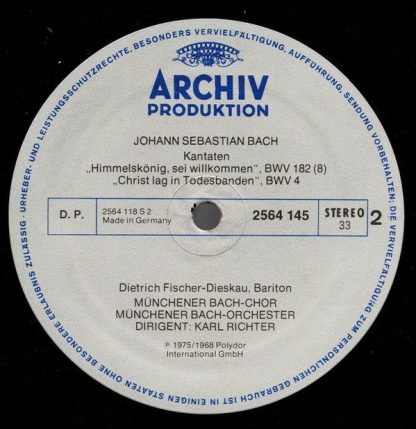 URHEBER- UND LEISTUNGSSCHUTZRECHTE, BESONDERS VERVIELFÄLTIGUNG, AUFFÜHRUNG, SENDUNG VORBEHALTEN: DIE VERVIELFÄLTIGUNG ZUM PERSÖNLICHEN GEBRAUCH IST IN EINIGEN STAATEN OHNE BESONDERE ERLAUBNIS ZULÄSSIG ·
ARCHIV
PRODUKTION
JOHANN SEBASTIAN BACH
Kantaten
„Himmelskönig, sei willkommen“, BWV 182 (8)
„Christ lag in Todesbanden“, BWV 4
D. P.
2564 118 S 2
Made in Germany
2564 145
STEREO
33
2
Dietrich Fischer-Dieskau, Bariton
MÜNCHENER BACH-CHOR
MÜNCHENER BACH-ORCHESTER
DIRIGENT: KARL RICHTER
℗ 1975/1968 Polydor
International GmbH